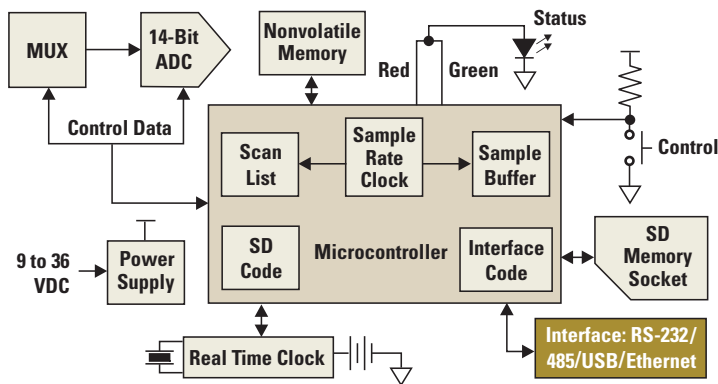 MUX
14-Bit
ADC
Nonvolatile
Memory
Status
Red
Green
Control Data
Scan
List
Sample
Rate
Clock
Sample
Buffer
Control
9 to 36
VDC
Power
Supply
SD
Code
Microcontroller
Interface
Code
SD
Memory
Socket
Real Time Clock
Interface: RS-232/
485/USB/Ethernet